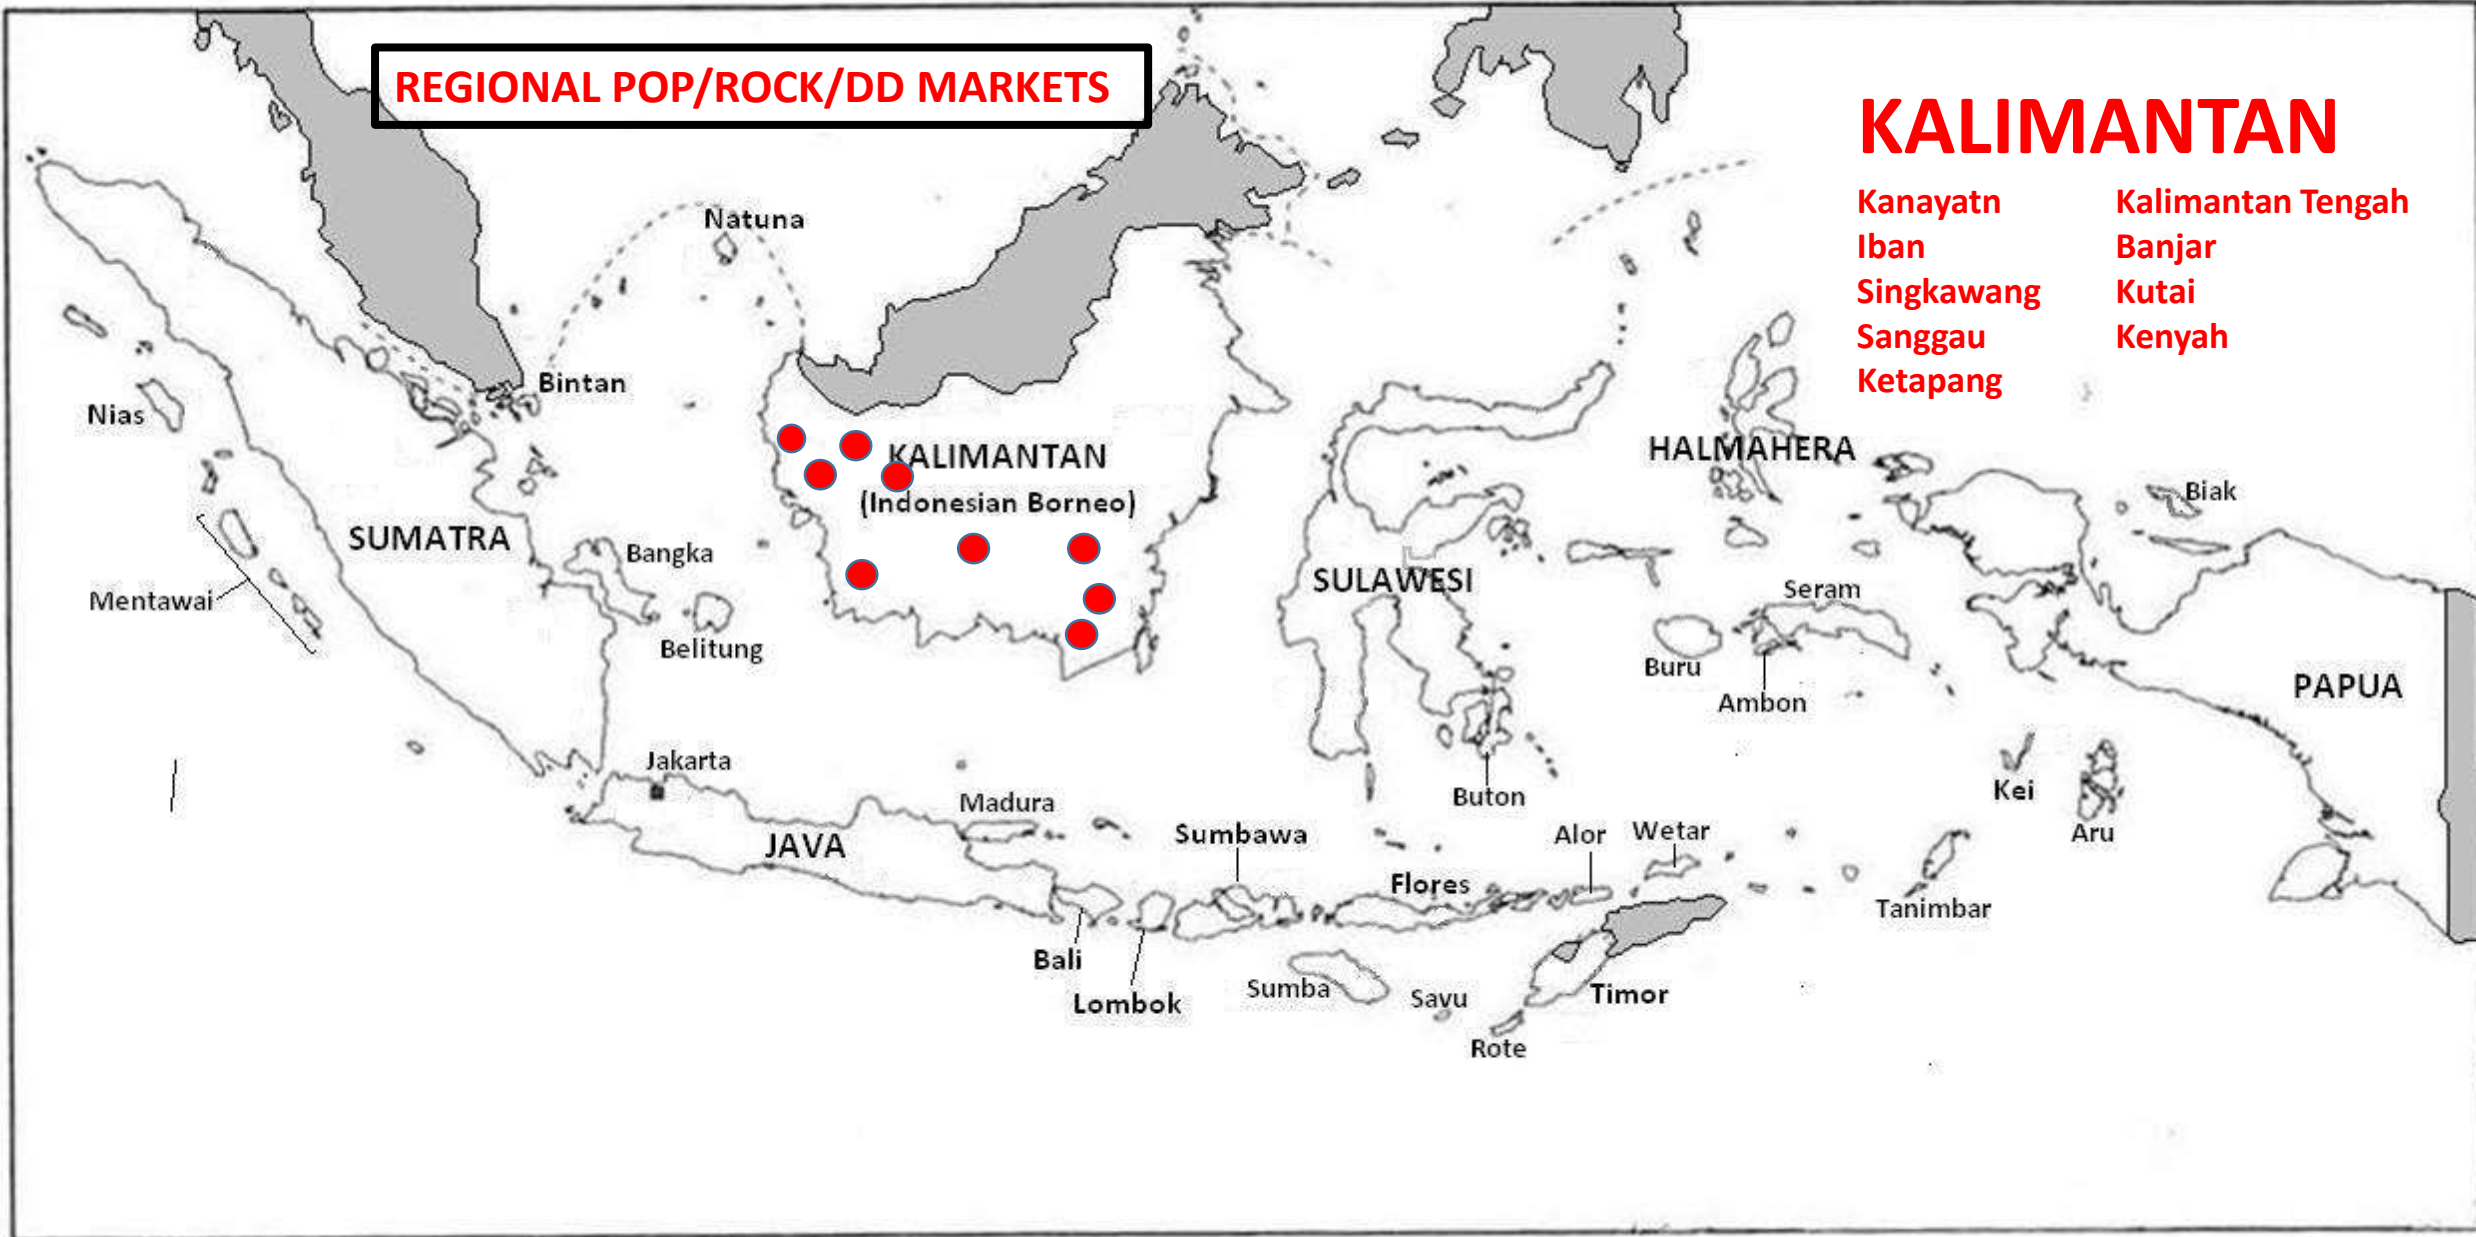 REGIONAL POP/ROCK/DD MARKETS
KALIMANTAN
Kanayatn
Iban
Singkawang
Sanggau
Ketapang
Kalimantan Tengah
Banjar
Kutai
Kenyah
Natuna
Bintan
Nias
KALIMANTAN
(Indonesian Borneo)
HALMAHERA
Biak
SUMATRA
Bangka
SULAWESI
Seram
Mentawai
Belitung
Buru
Ambon
PAPUA
Jakarta
Madura
Buton
Kei
JAVA
Sumbawa
Alor
Wetar
Aru
Flores
Tanimbar
Bali
Lombok
Sumba
Savu
Timor
Rote